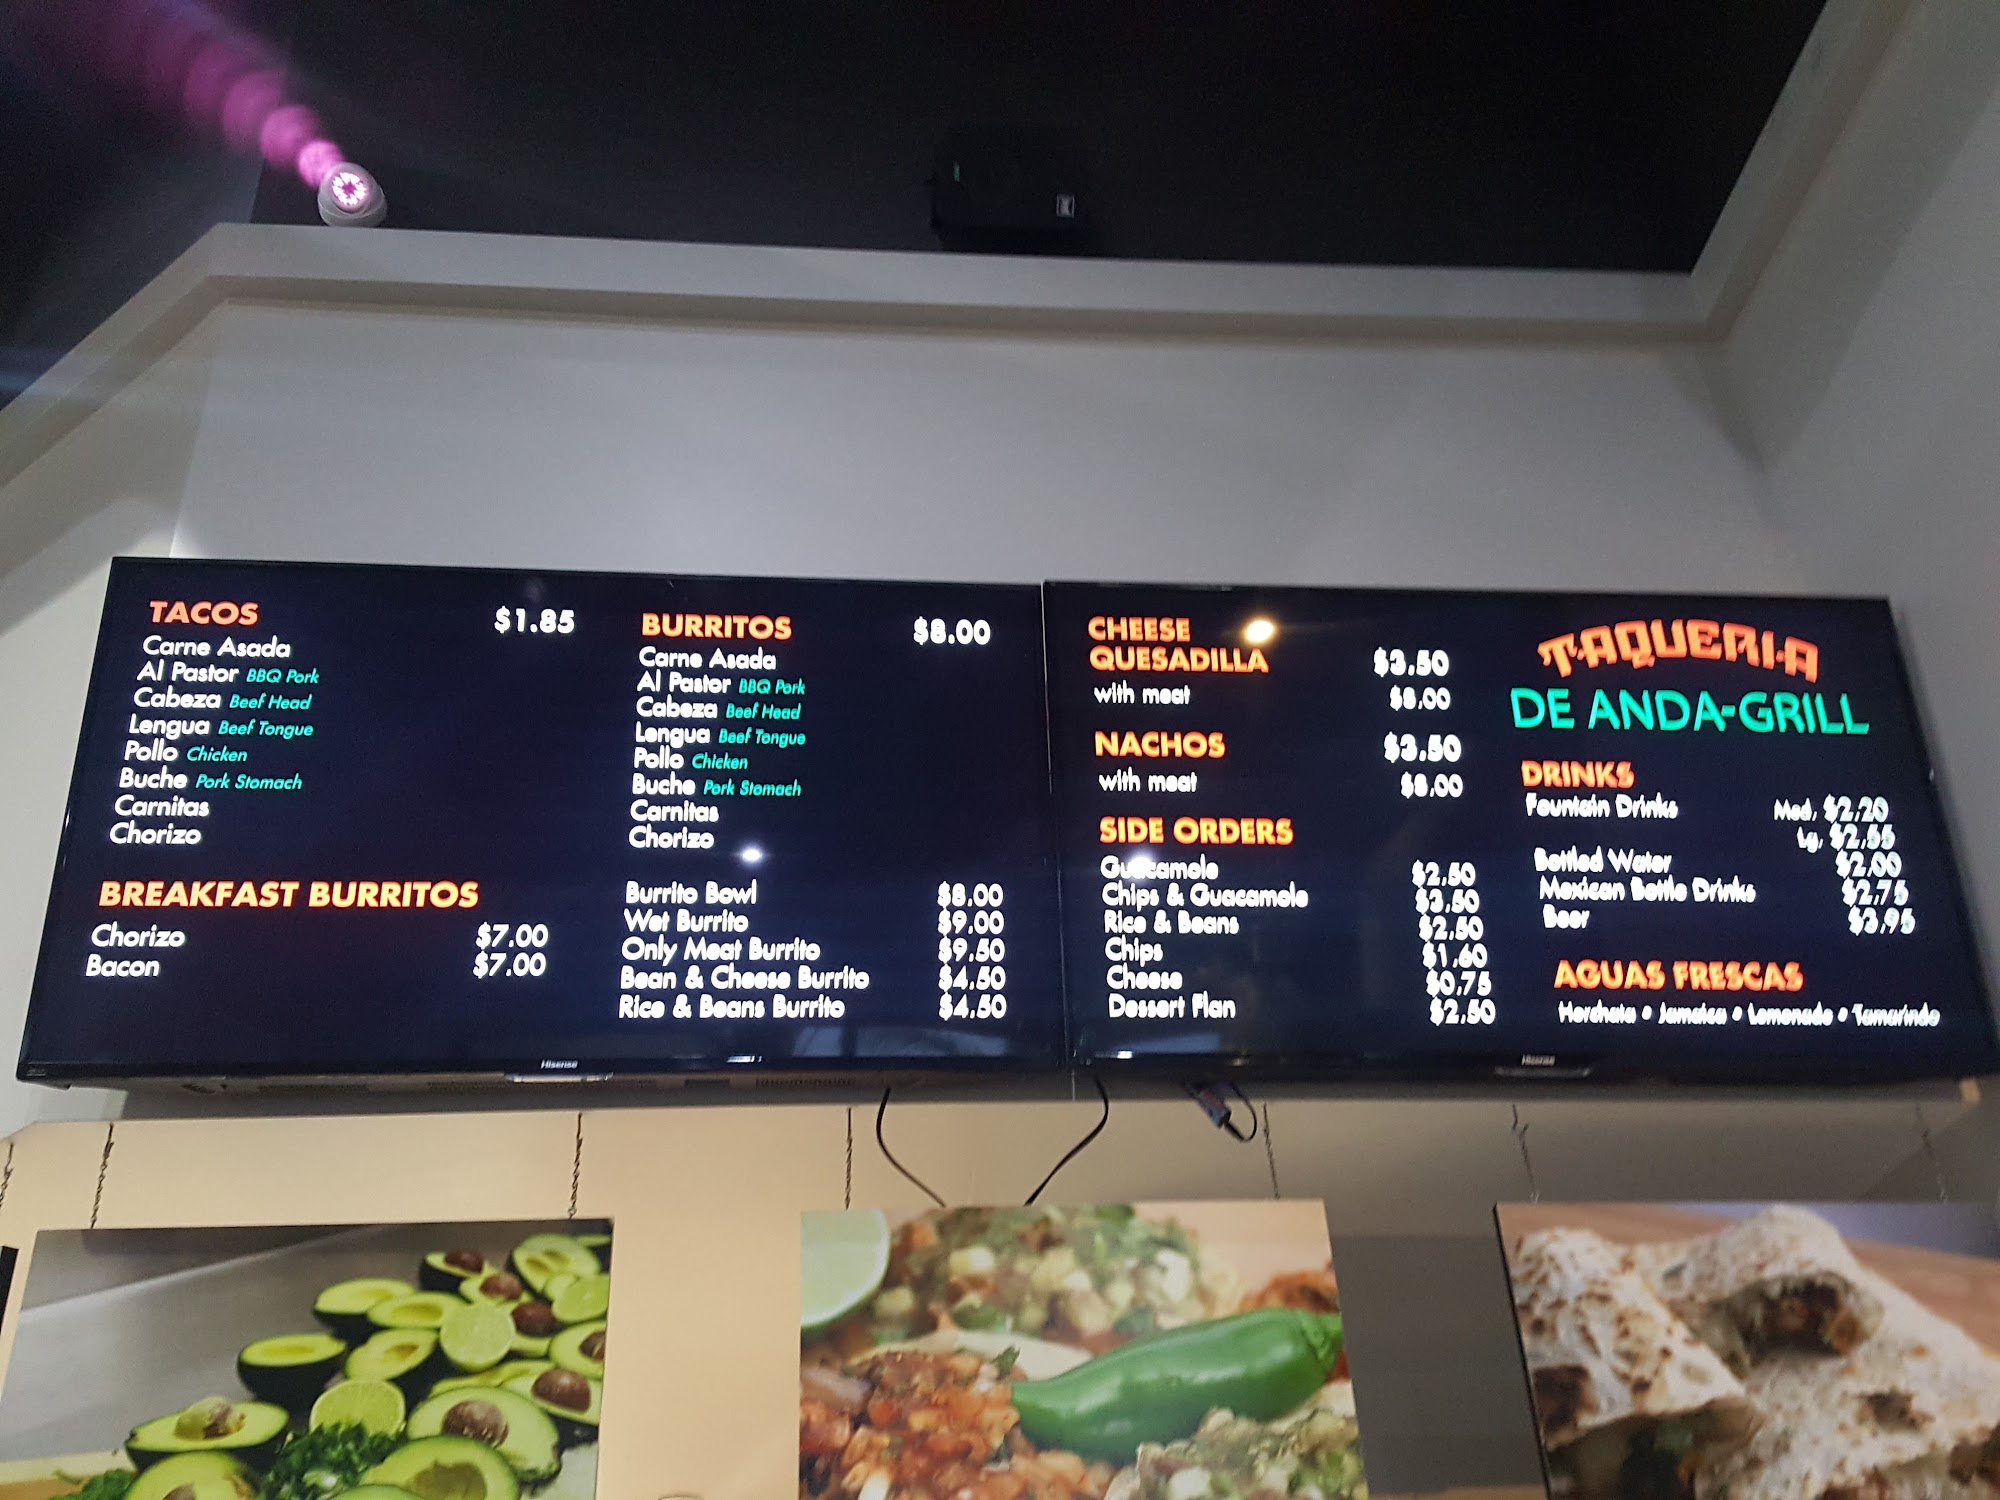 TACOS $1.85
Carne Asada
Al Pastor BBQ Pork
Cabeza Beef Head
Lengua Beef Tongue
Pollo Chicken
Buche Pork Stomach
Carnitas
Chorizo
BREAKFAST BURRITOS
Chorizo $7.00
Bacon $7.00
BURRITOS $8.00
Carne Asada
Al Pastor BBQ Pork
Cabeza Beef Head
Lengua Beef Tongue
Pollo Chicken
Buche Pork Stomach
Carnitas
Chorizo
Burrito Bowl $8.00
Wet Burrito $9.00
Only Meat Burrito $9.50
Bean & Cheese Burrito $4.50
Rice & Beans Burrito $4.50
Hisense
CHEESE
QUESADILLA $3.50
with meat $8.00
NACHOS $3.50
with meat $8.00
SIDE ORDERS
Guacamole $2.50
Chips & Guacamole $3.50
Rice & Beans $2.50
Chips $1.60
Cheese $0.75
Dessert Flan $2.50
TAQUERIA
DE ANDA-GRILL
DRINKS
Fountain Drinks Med. $2.20
Lg. $2.55
Bottled Water $2.00
Mexican Bottle Drinks $2.75
Beer $3.95
AGUAS FRESCAS
Horchata • Jamaica • Lemonade • Tamarindo
Hisense